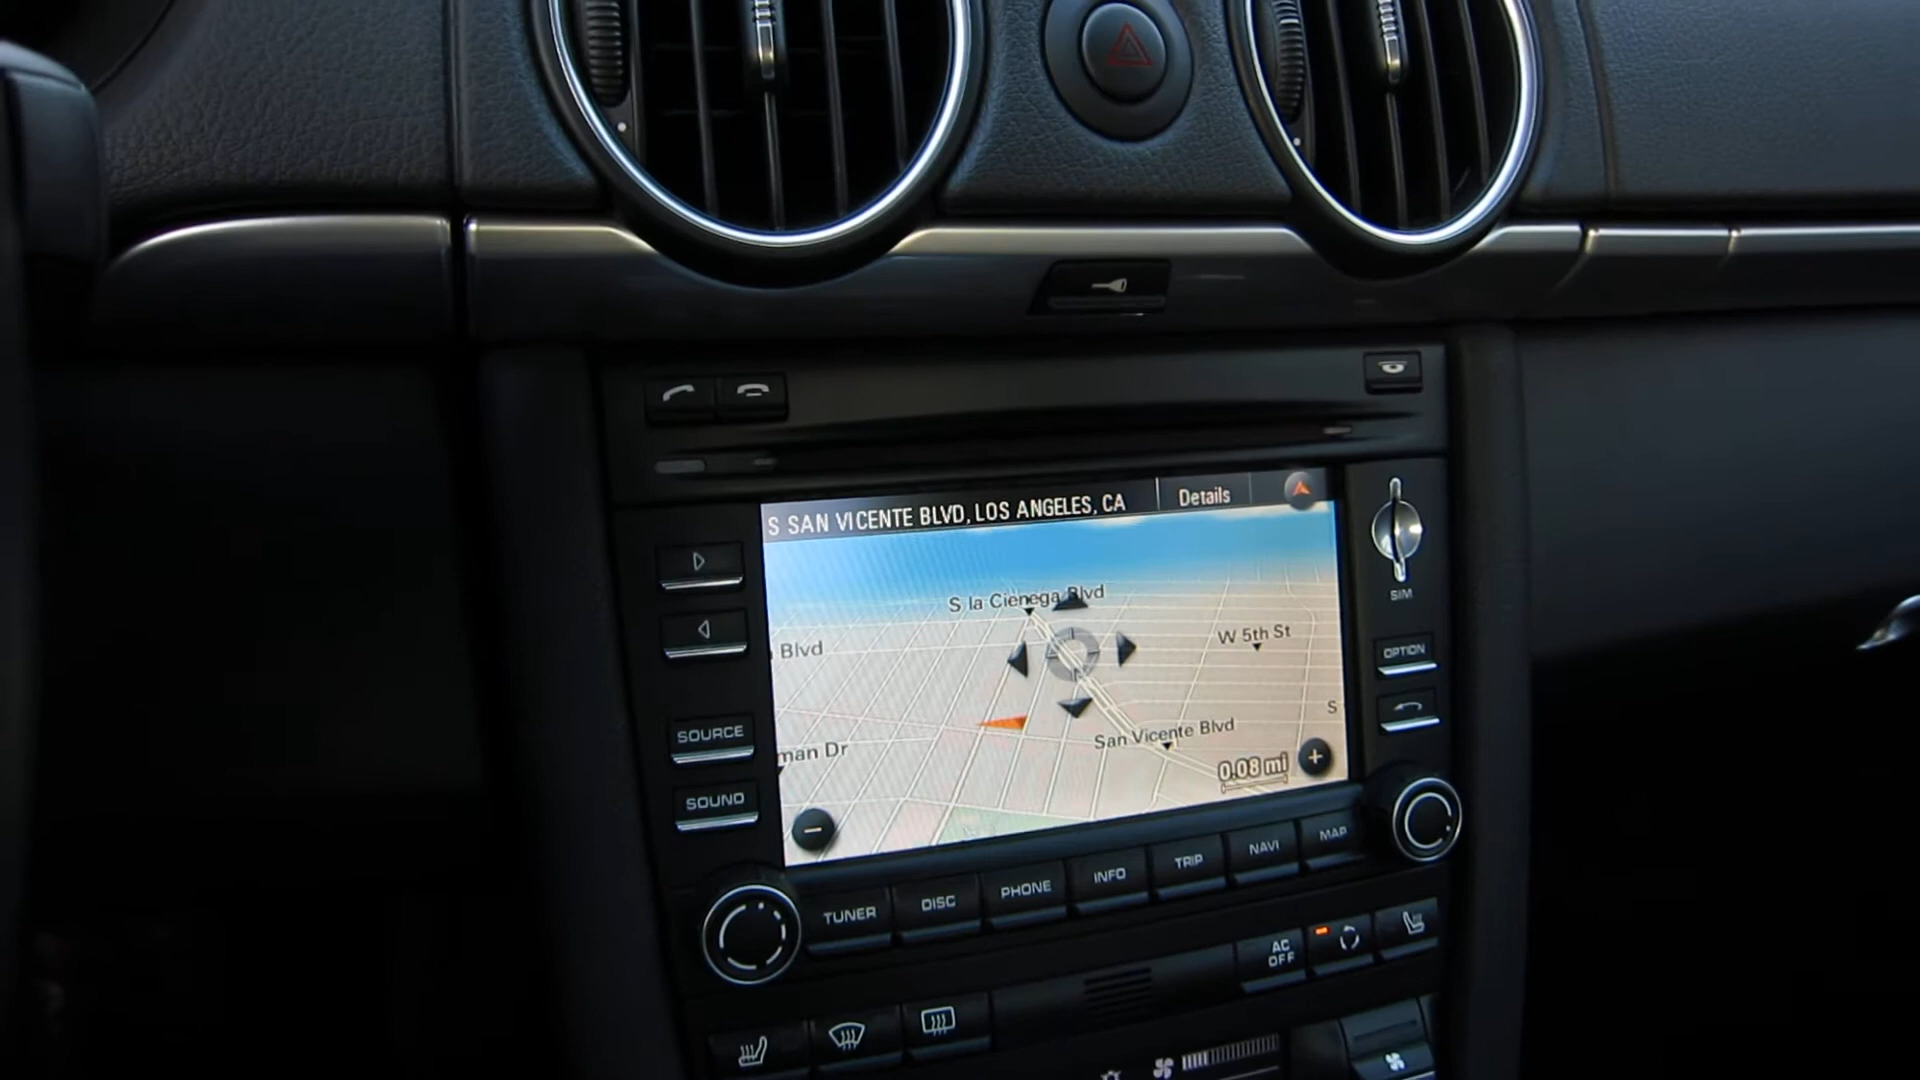 S SAN VICENTE BLVD, LOS ANGELES, CA
Details
S la Cienega Blvd
Blvd
W 5th St
S
San Vicente Blvd
man Dr
0.08 mi
+
−
SIM
OPTION
SOURCE
SOUND
TUNER
DISC
PHONE
INFO
TRIP
NAVI
MAP
AC
OFF